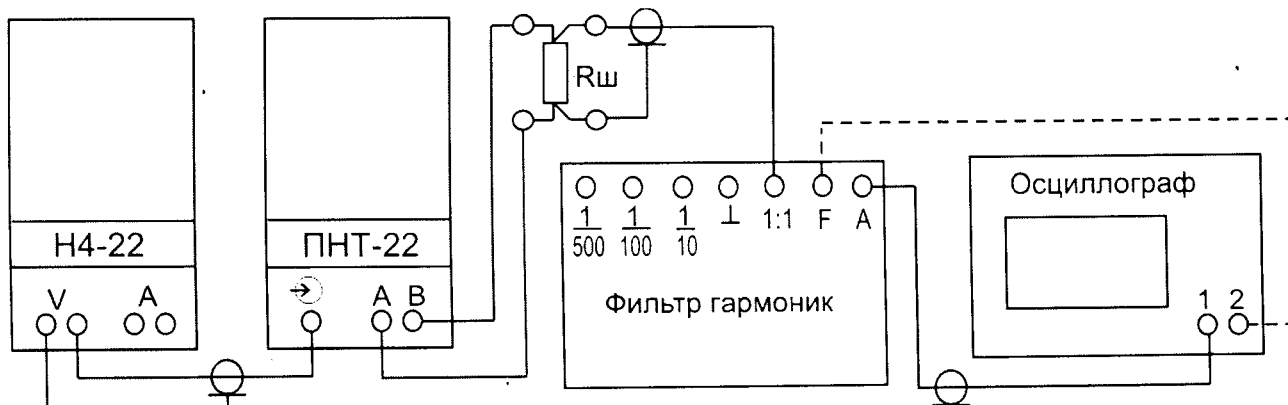 Rш
Осциллограф
1 1 1 ⊥ 1:1 F A
500 100 10
Н4-22 ПНТ-22
V A A B
Фильтр гармоник
1 2